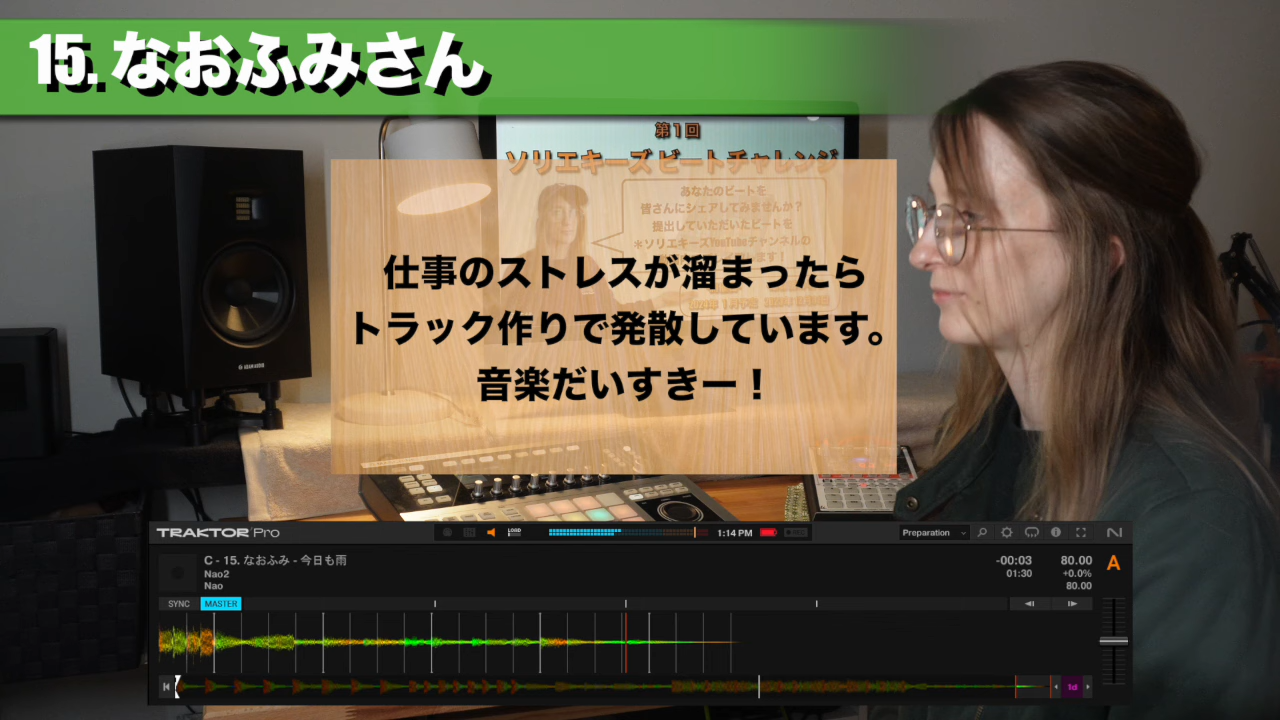 15. なおふみさん
第1回
ソリエキーズ ビートチャレンジ
あなたのビートを
皆さんにシェアしてみませんか？
提出していただいたビートを
＊ソリエキーズYouTubeチャンネルの
仕事のストレスが溜まったら
トラック作りで発散しています。
音楽だいすきー！
ADAM AUDIO
TRAKTOR Pro
LOAD
1:14 PM
Preparation
C - 15. なおふみ - 今日も雨
-00:03
80.00
A
Nao2
01:30
+0.0%
Nao
80.00
SYNC
MASTER
1d